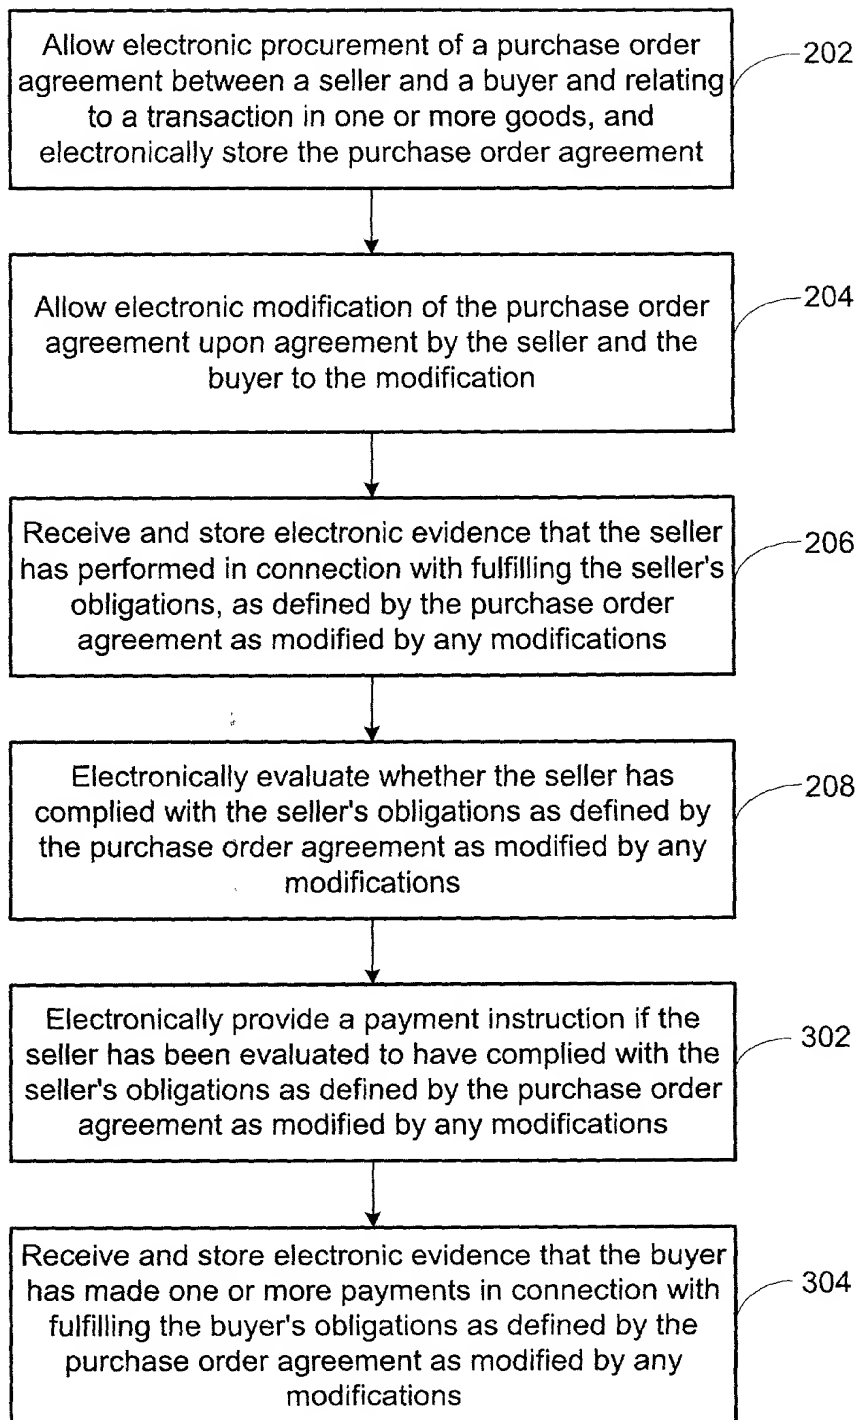 Allow electronic procurement of a purchase order
agreement between a seller and a buyer and relating
to a transaction in one or more goods, and
electronically store the purchase order agreement
202
Allow electronic modification of the purchase order
agreement upon agreement by the seller and the
buyer to the modification
204
Receive and store electronic evidence that the seller
has performed in connection with fulfilling the seller's
obligations, as defined by the purchase order
agreement as modified by any modifications
206
Electronically evaluate whether the seller has
complied with the seller's obligations as defined by
the purchase order agreement as modified by any
modifications
208
Electronically provide a payment instruction if the
seller has been evaluated to have complied with the
seller's obligations as defined by the purchase order
agreement as modified by any modifications
302
Receive and store electronic evidence that the buyer
has made one or more payments in connection with
fulfilling the buyer's obligations as defined by the
purchase order agreement as modified by any
modifications
304